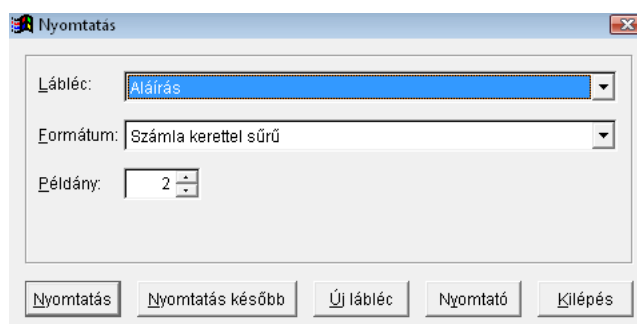 Nyomtatás
Lábléc: Aláírás
Formátum: Számla kerettel sűrű
Példány: 2
Nyomtatás Nyomtatás később Új lábléc Nyomtató Kilépés